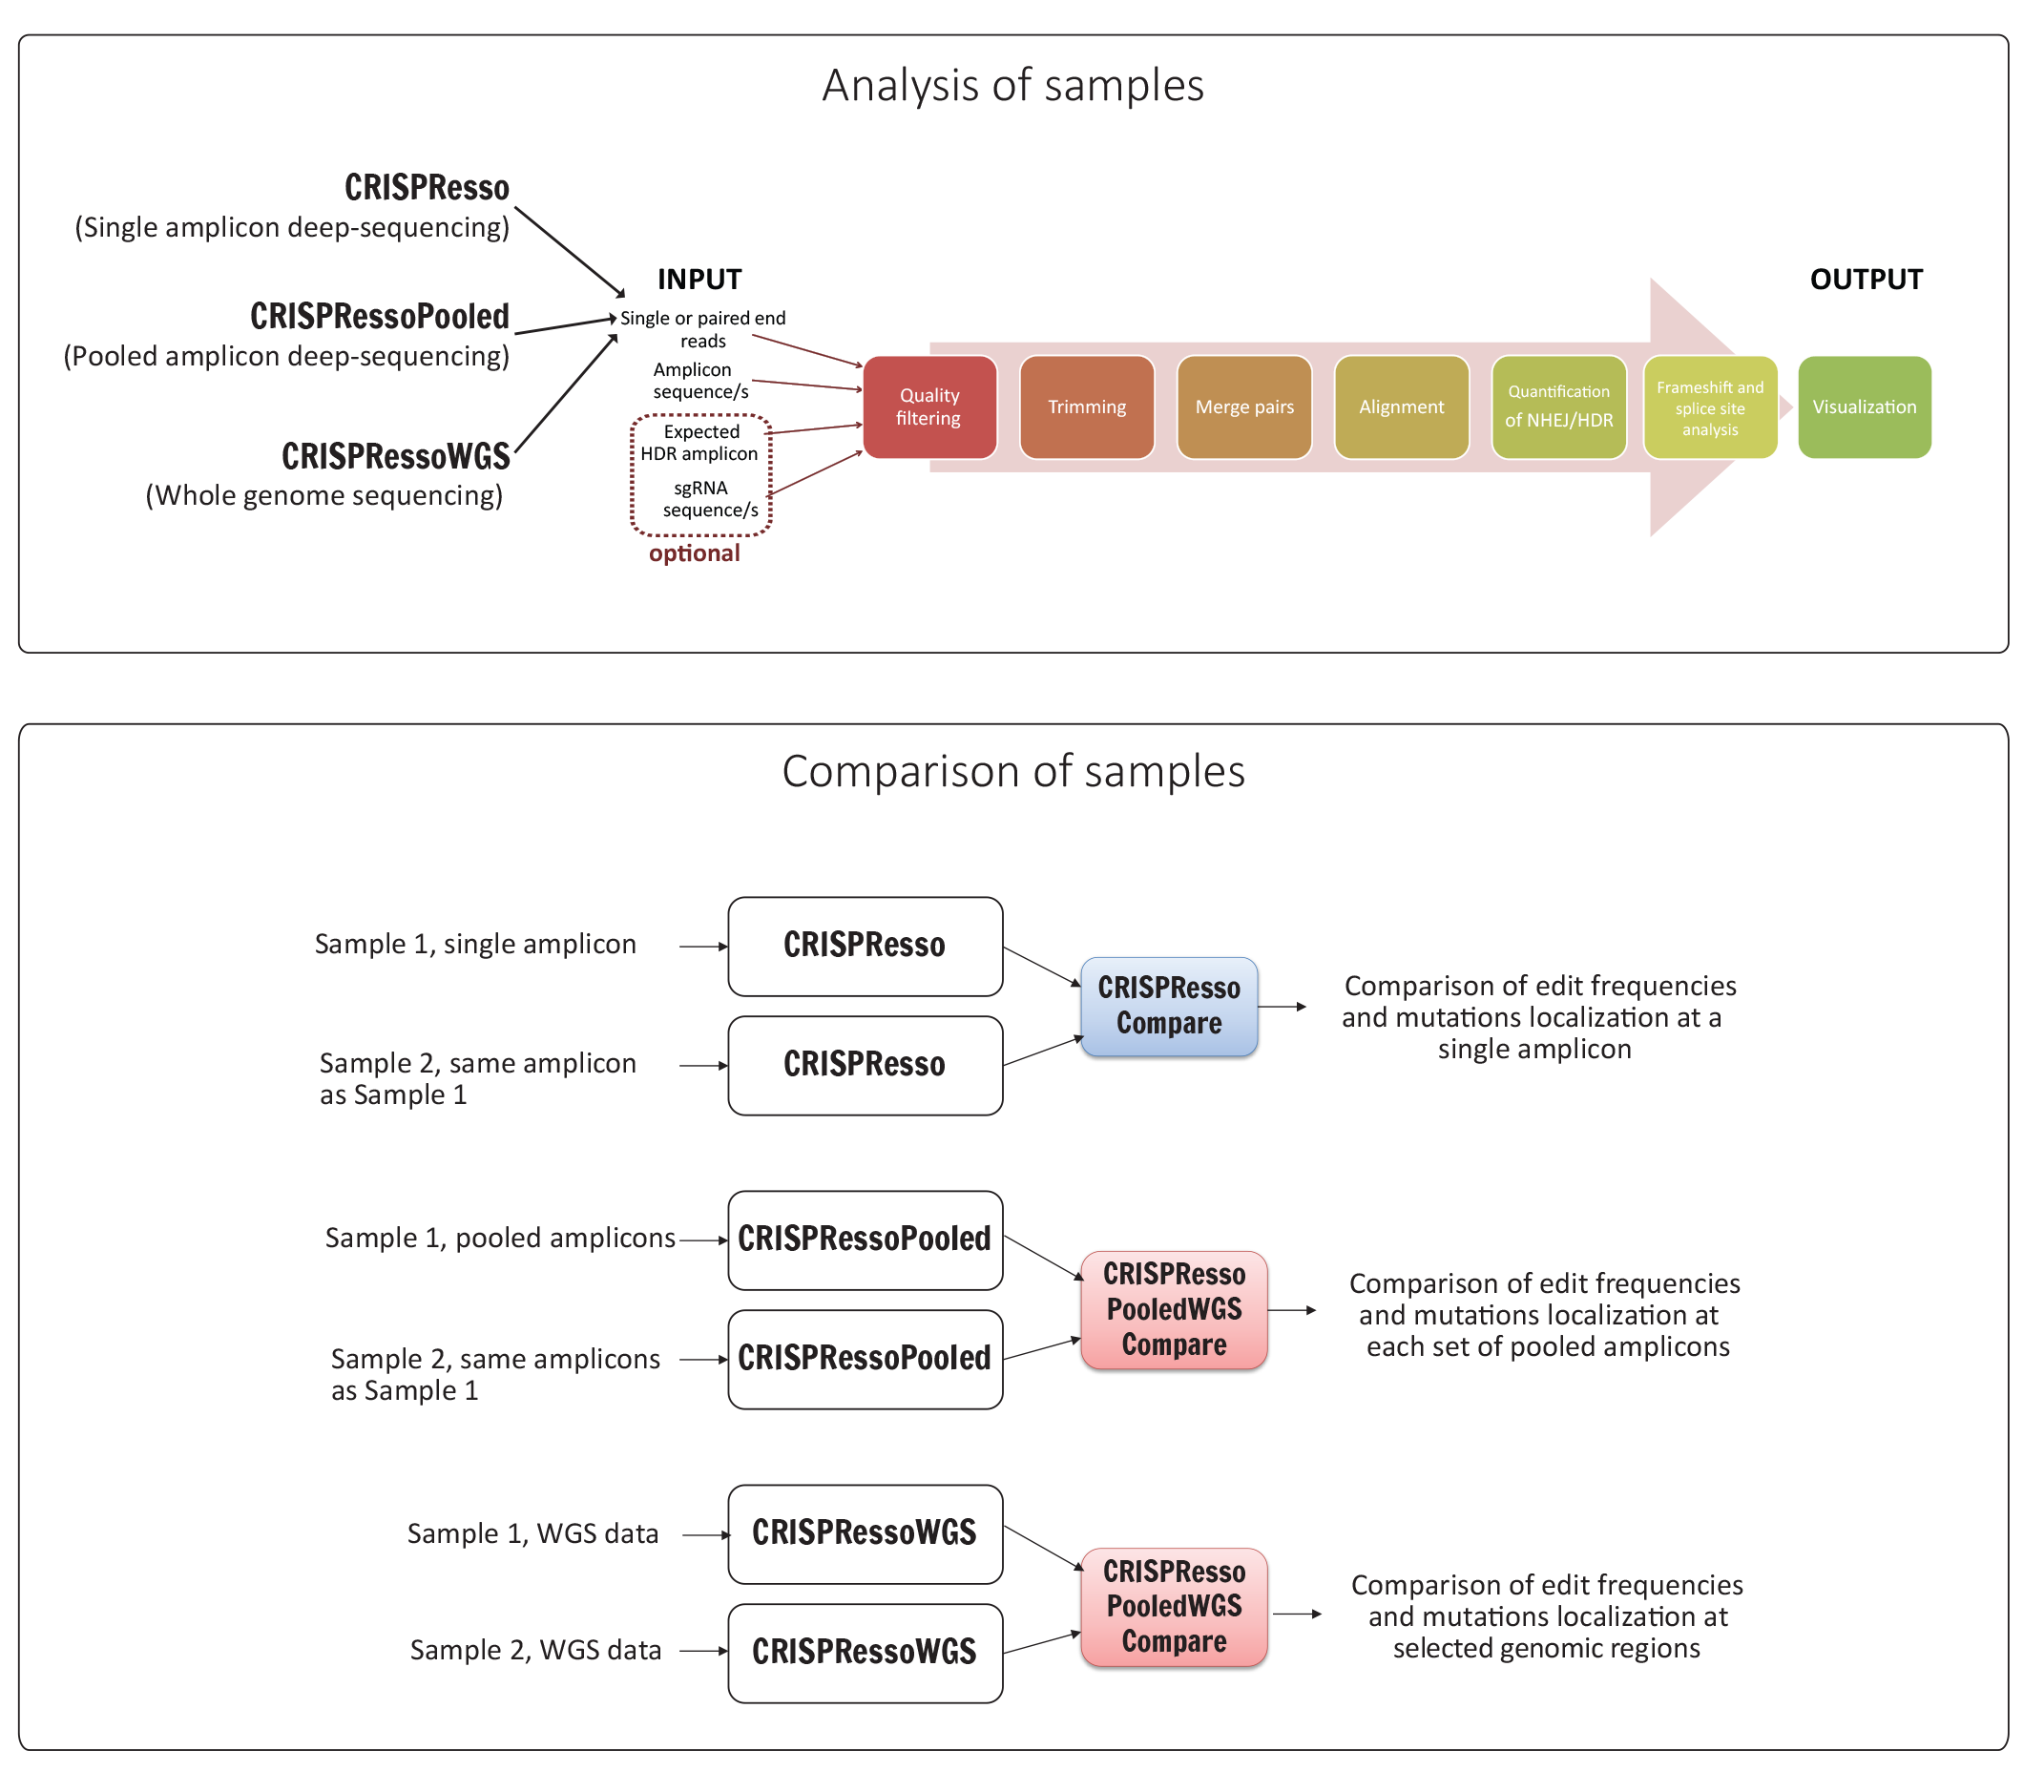 Analysis of samples
CRISPResso
(Single amplicon deep-sequencing)
CRISPRessoPooled
(Pooled amplicon deep-sequencing)
CRISPRessoWGS
(Whole genome sequencing)
INPUT
Single or paired end
reads
Amplicon
sequence/s
Expected
HDR amplicon
sgRNA
sequence/s
optional
Quality
filtering
Trimming
Merge pairs
Alignment
Quantification
of NHEJ/HDR
Frameshift and
splice site
analysis
OUTPUT
Visualization
Comparison of samples
Sample 1, single amplicon
CRISPResso
Sample 2, same amplicon
as Sample 1
CRISPResso
CRISPResso
Compare
Comparison of edit frequencies
and mutations localization at a
single amplicon
Sample 1, pooled amplicons
CRISPRessoPooled
Sample 2, same amplicons
as Sample 1
CRISPRessoPooled
CRISPResso
PooledWGS
Compare
Comparison of edit frequencies
and mutations localization at
each set of pooled amplicons
Sample 1, WGS data
CRISPRessoWGS
Sample 2, WGS data
CRISPRessoWGS
CRISPResso
PooledWGS
Compare
Comparison of edit frequencies
and mutations localization at
selected genomic regions